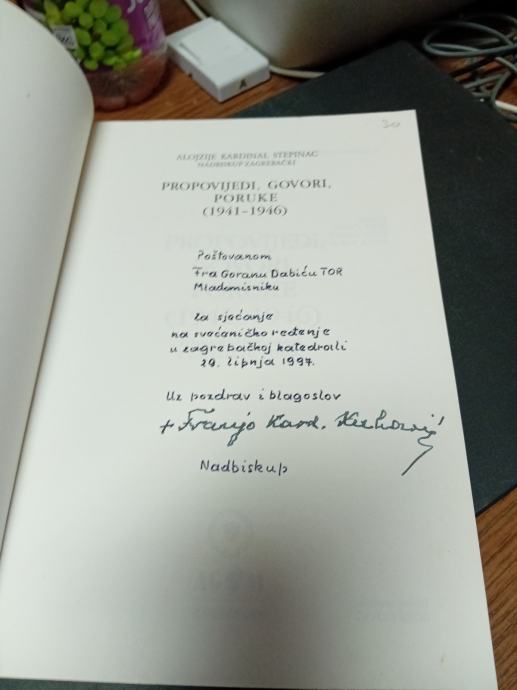 30
ALOJZIJE KARDINAL STEPINAC
NADBISKUP ZAGREBAČKI
PROPOVIJEDI, GOVORI,
PORUKE
(1941–1946)
Poštovanom
Fra Goranu Dabiću TOR
Mladomisniku
za sjećanje
na svećaničko ređenje
u zagrebačkoj katedrali
29. lipnja 1997.
Uz pozdrav i blagoslov
+ Franjo Kard. Kuharić
Nadbiskup
A